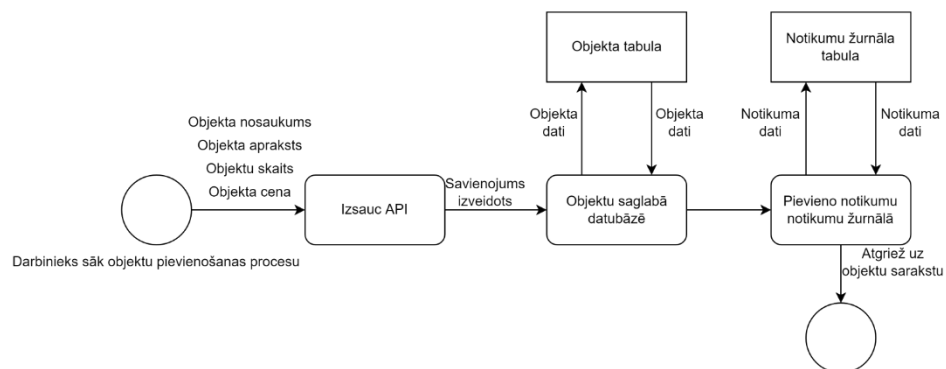 Objekta tabula
Notikumu žurnāla
tabula
Objekta
dati
Objekta
dati
Notikuma
dati
Notikuma
dati
Objekta nosaukums
Objekta apraksts
Objektu skaits
Objekta cena
Izsauc API
Savienojums
izveidots
Objektu saglabā
datubāzē
Pievieno notikumu
notikumu žurnālā
Darbinieks sāk objektu pievienošanas procesu
Atgriež uz
objektu sarakstu